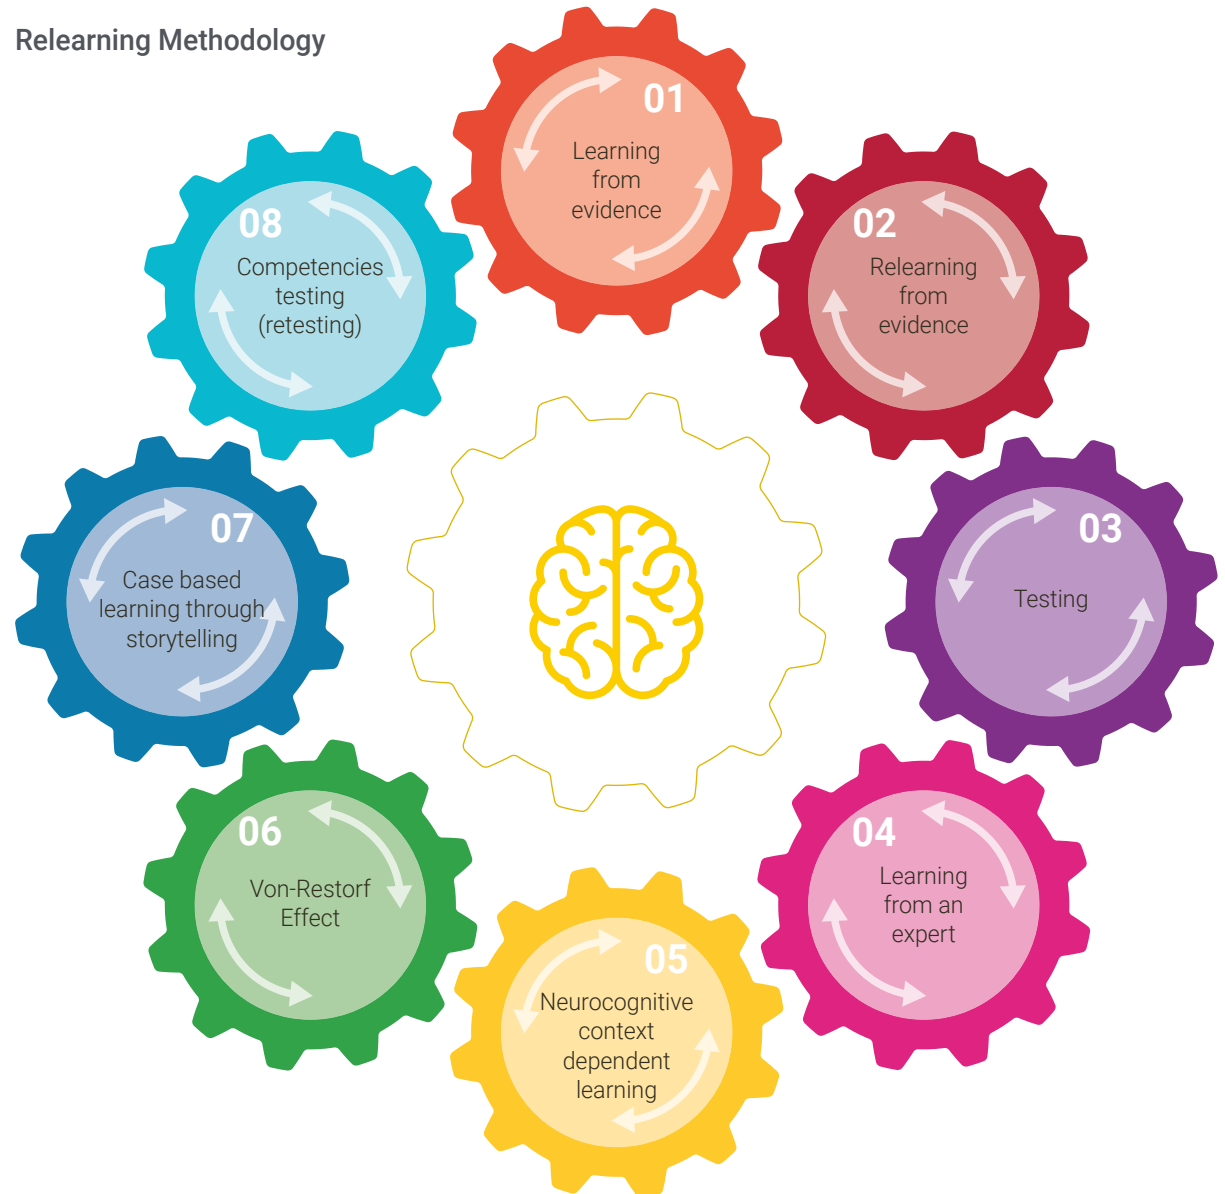 Relearning Methodology
01
Learning
from
evidence
02
Relearning
from
evidence
03
Testing
04
Learning
from an
expert
05
Neurocognitive
context
dependent
learning
06
Von-Restorf
Effect
07
Case based
learning through
storytelling
08
Competencies
testing
(retesting)